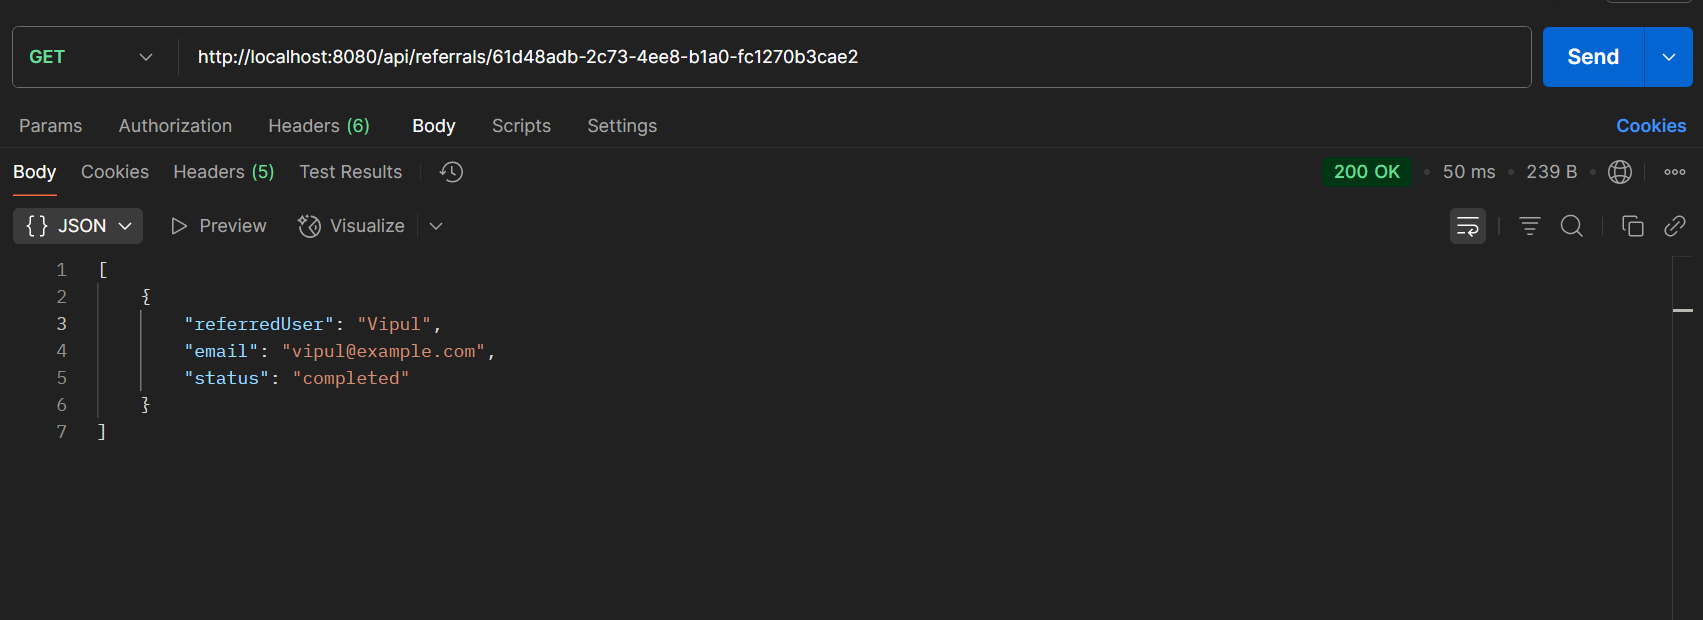 GET http://localhost:8080/api/referrals/61d48adb-2c73-4ee8-b1a0-fc1270b3cae2 Send
Params Authorization Headers (6) Body Scripts Settings Cookies
Body Cookies Headers (5) Test Results 200 OK • 50 ms • 239 B
{} JSON Preview Visualize
1 [
2 {
3 "referredUser": "Vipul",
4 "email": "vipul@example.com",
5 "status": "completed"
6 }
7 ]